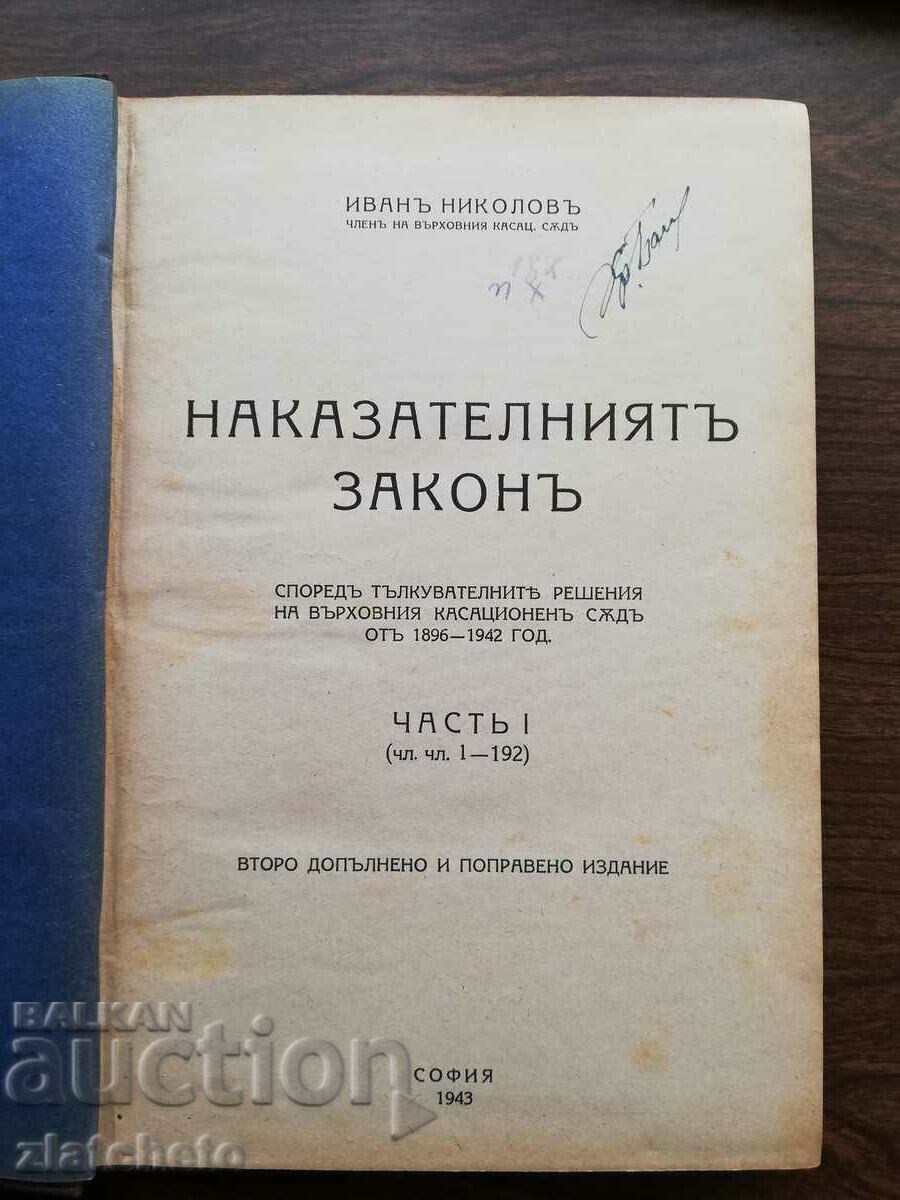 ИВАНЪ НИКОЛОВЪ
ЧЛЕНЪ НА ВЪРХОВНИЯ КАСАЦ. СѪДЪ
НАКАЗАТЕЛНИЯТЪ
ЗАКОНЪ
СПОРЕДЪ ТЪЛКУВАТЕЛНИТѢ РЕШЕНИЯ
НА ВЪРХОВНИЯ КАСАЦИОНЕНЪ СѪДЪ
ОТЪ 1896—1942 ГОД.
ЧАСТЬ I
(чл. чл. 1—192)
ВТОРО ДОПЪЛНЕНО И ПОПРАВЕНО ИЗДАНИЕ
СОФИЯ
1943
BALKAN
auction
zlatcheto